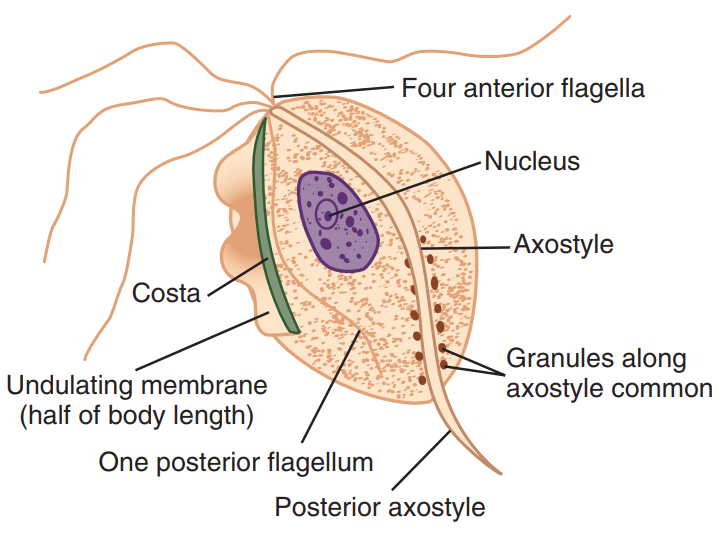 Four anterior flagella
Nucleus
Axostyle
Costa
Granules along
axostyle common
Undulating membrane
(half of body length)
One posterior flagellum
Posterior axostyle